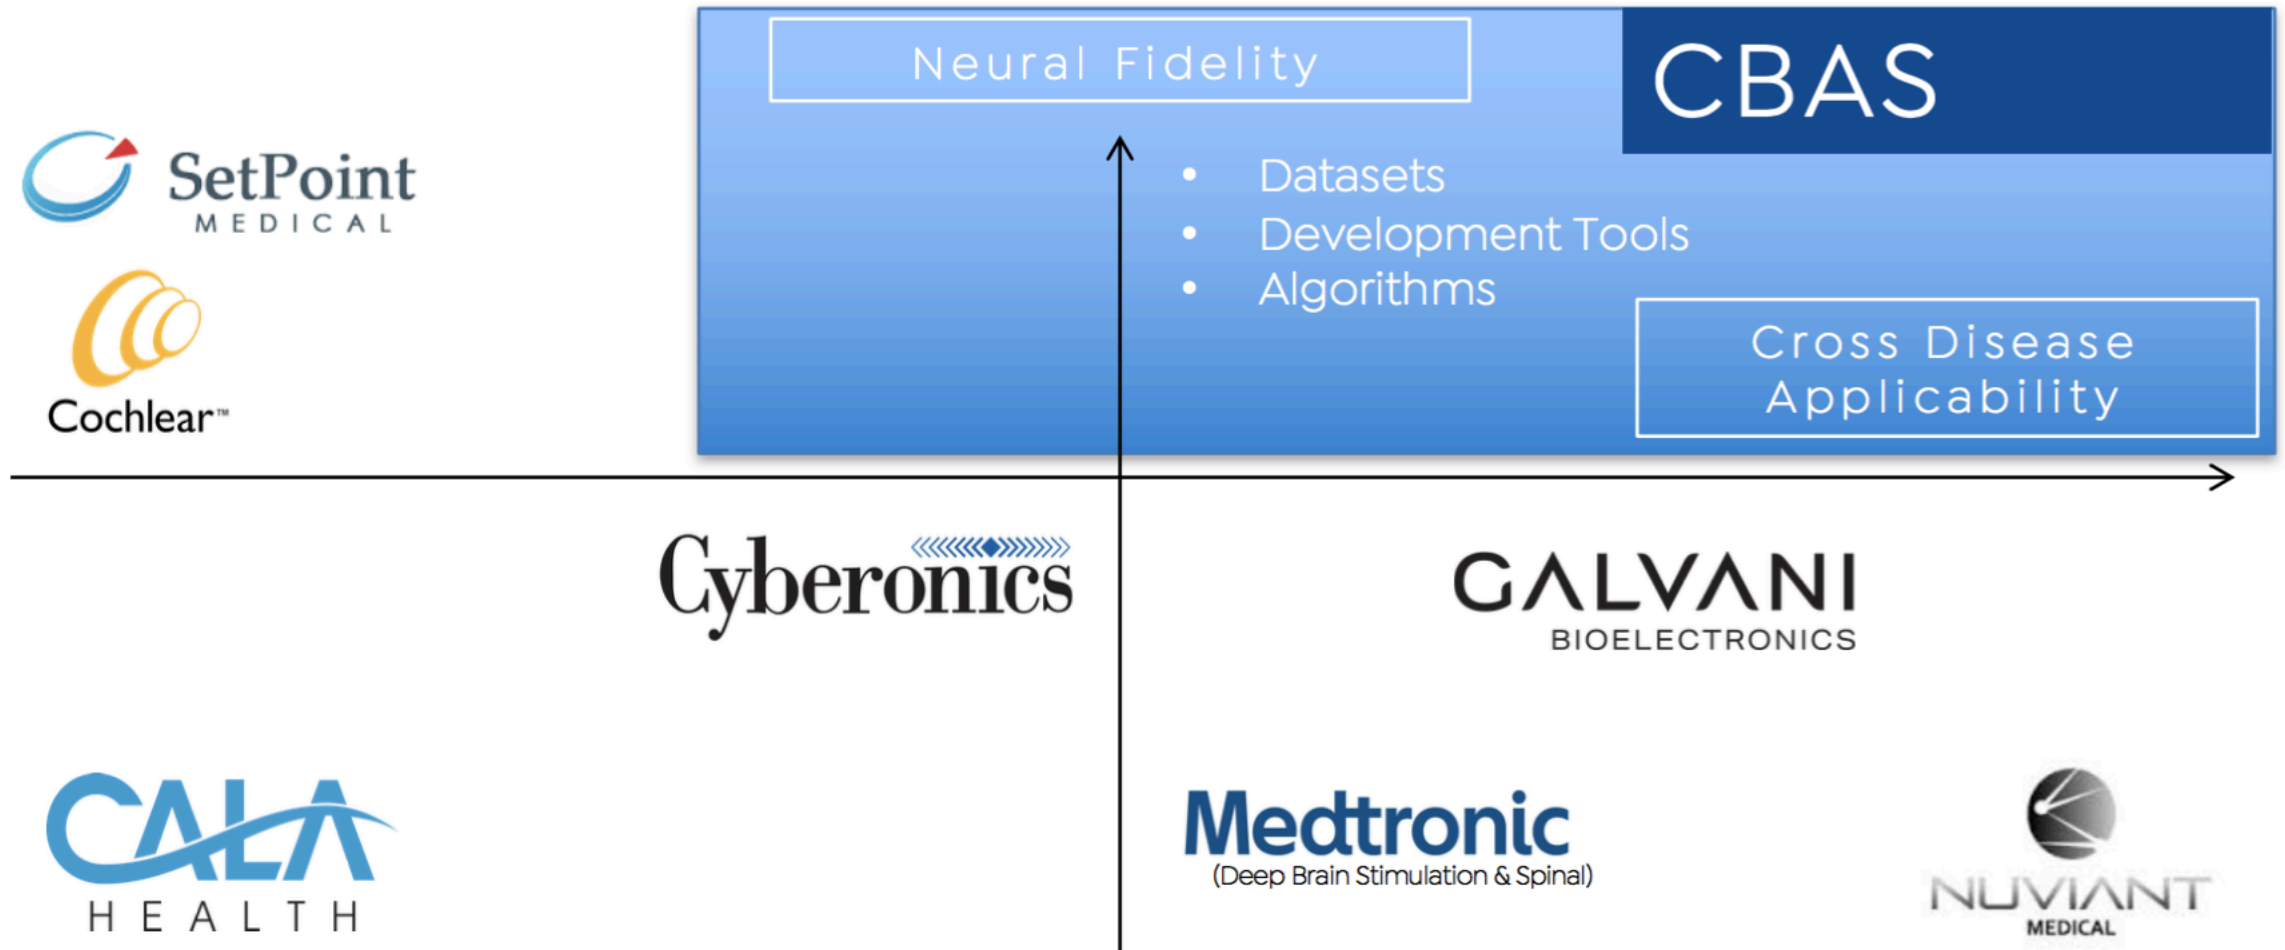 Neural Fidelity
CBAS
SetPoint
MEDICAL
• Datasets
• Development Tools
• Algorithms
Cross Disease
Applicability
Cochlear™
Cyberonics
GALVANI
BIOELECTRONICS
CALA
HEALTH
Medtronic
(Deep Brain Stimulation & Spinal)
NUVIANT
MEDICAL